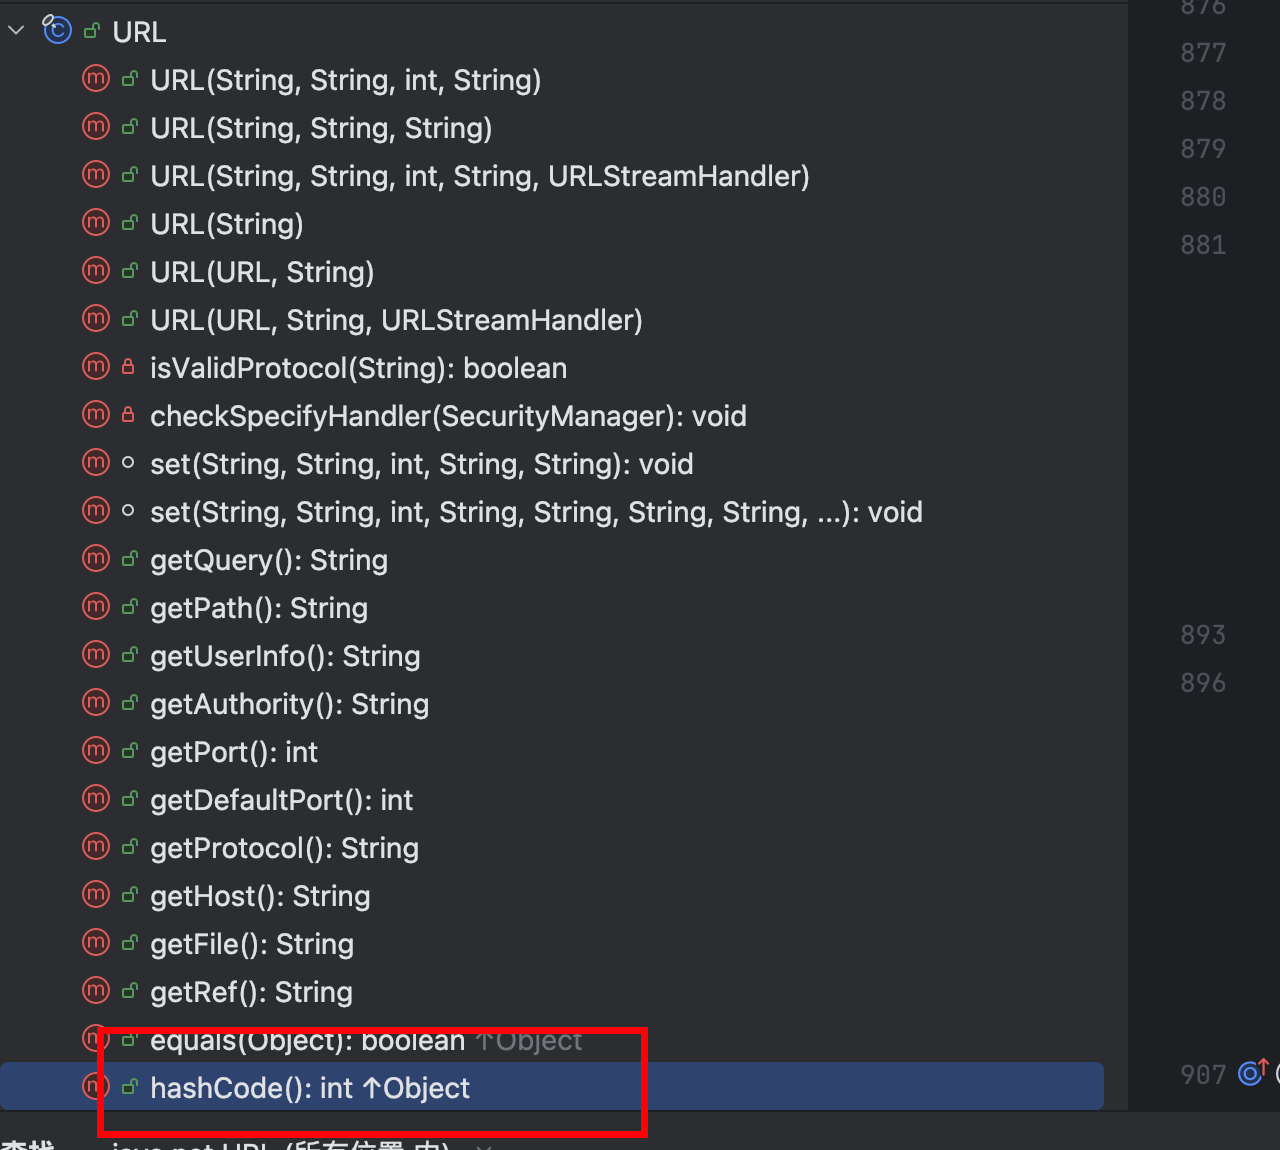 URL
URL(String, String, int, String)
URL(String, String, String)
URL(String, String, int, String, URLStreamHandler)
URL(String)
URL(URL, String)
URL(URL, String, URLStreamHandler)
isValidProtocol(String): boolean
checkSpecifyHandler(SecurityManager): void
set(String, String, int, String, String): void
set(String, String, int, String, String, String, String, ...): void
getQuery(): String
getPath(): String
getUserInfo(): String
getAuthority(): String
getPort(): int
getDefaultPort(): int
getProtocol(): String
getHost(): String
getFile(): String
getRef(): String
equals(Object): boolean ↑Object
hashCode(): int ↑Object
java.net.URL (所有位置 中)
876
877
878
879
880
881
893
896
907